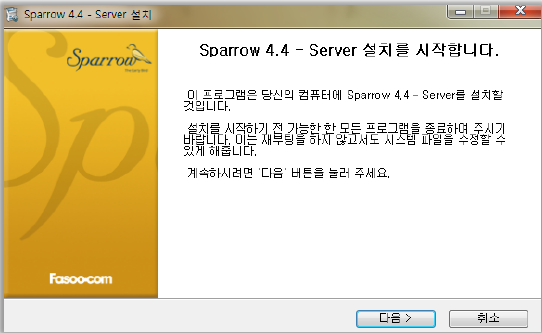 Sparrow 4.4 - Server 설치
Sparrow
Sparrow 4.4 - Server 설치를 시작합니다.
이 프로그램은 당신의 컴퓨터에 Sparrow 4.4 - Server를 설치할
것입니다.
설치를 시작하기 전 가능한 한 모든 프로그램을 종료하여 주시기
바랍니다. 이는 재부팅을 하지 않고서도 시스템 파일을 수정할 수
있게 해줍니다.
계속하시려면 '다음' 버튼을 눌러 주세요.
Sp
Fasoo.com
다음 >
취소